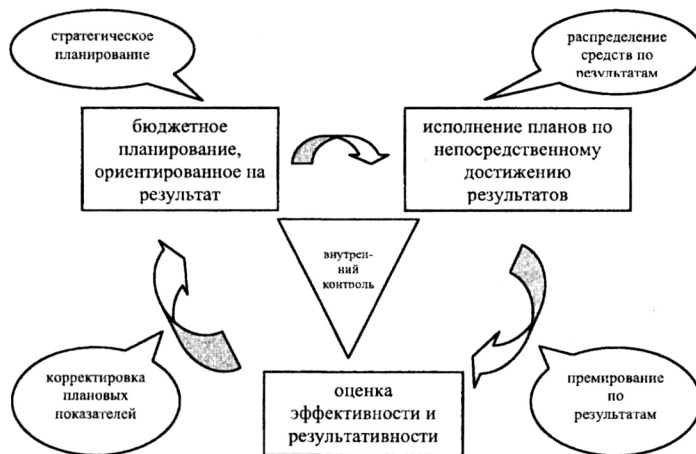 стратегическое
планирование
распределение
средств по
результатам
бюджетное
планирование,
ориентированное на
результат
исполнение планов по
непосредственному
достижению
результатов
внутрен-
ний
контроль
корректировка
плановых
показателей
оценка
эффективности и
результативности
премирование
по
результатам